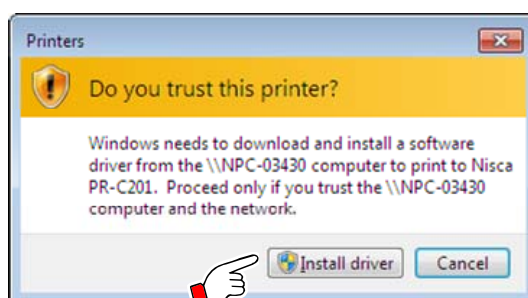 Printers
Do you trust this printer?
Windows needs to download and install a software
driver from the \\NPC-03430 computer to print to Nisca
PR-C201.  Proceed only if you trust the \\NPC-03430
computer and the network.
Install driver
Cancel